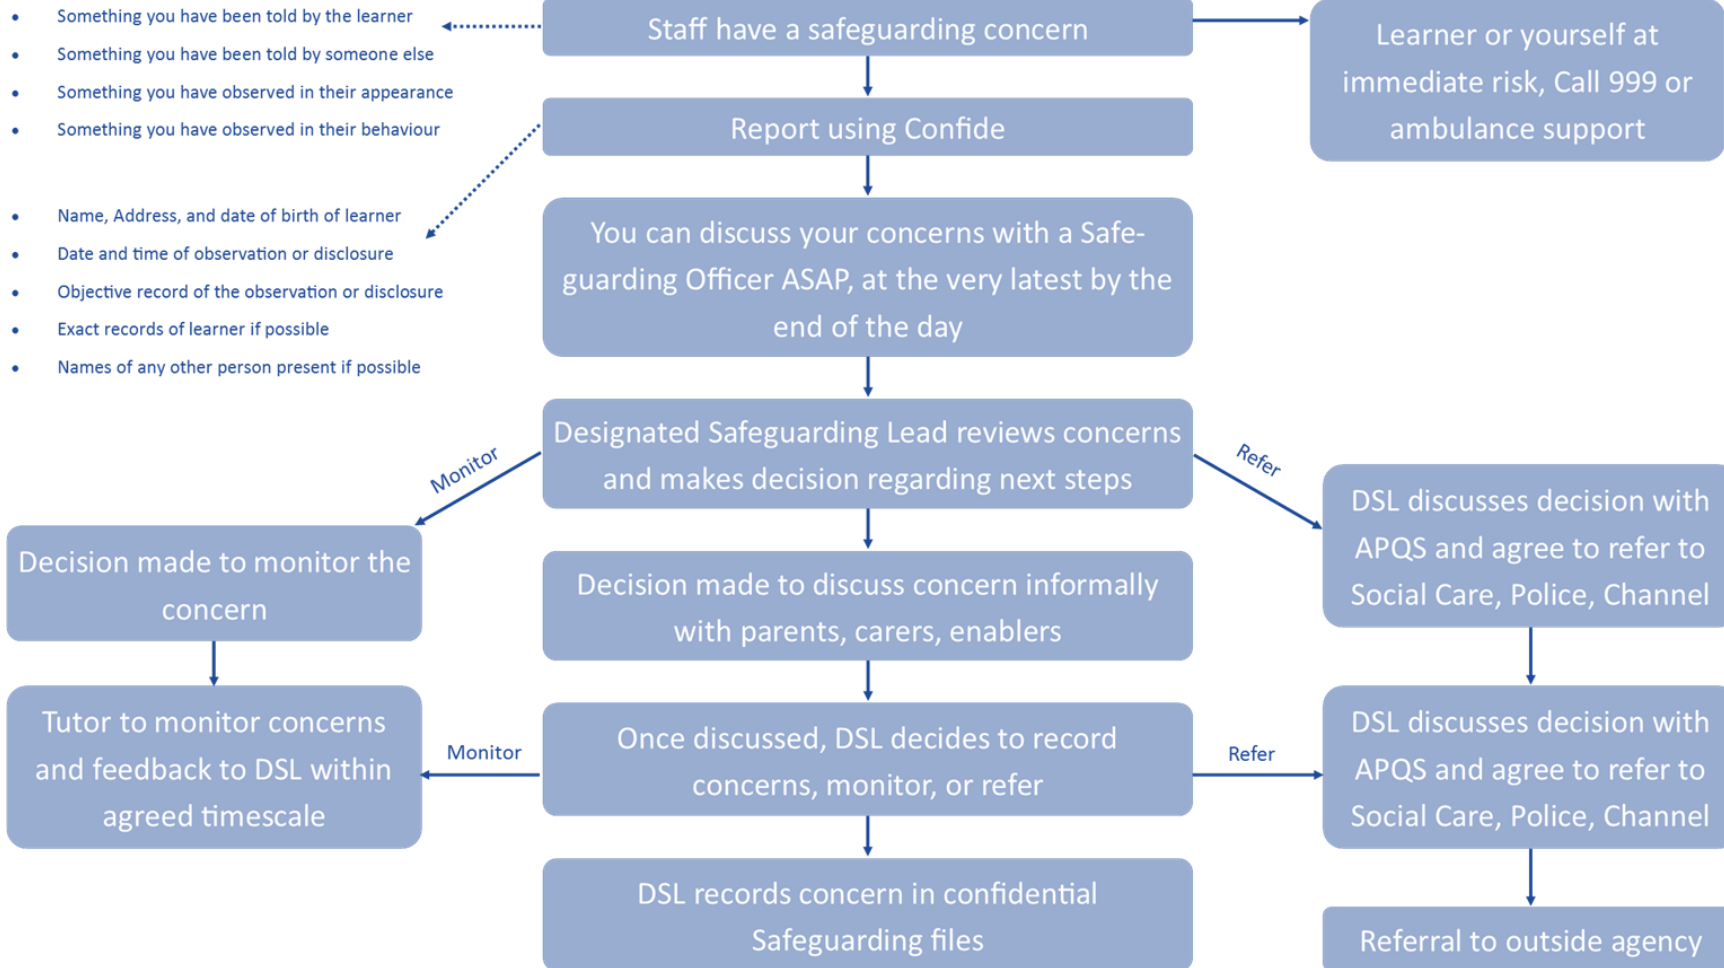 Something you have been told by the learner
Something you have been told by someone else
Something you have observed in their appearance
Something you have observed in their behaviour
Staff have a safeguarding concern
Learner or yourself at
immediate risk, Call 999 or
ambulance support
Report using Confide
Name, Address, and date of birth of learner
Date and time of observation or disclosure
Objective record of the observation or disclosure
Exact records of learner if possible
Names of any other person present if possible
You can discuss your concerns with a Safe-
guarding Officer ASAP, at the very latest by the
end of the day
Designated Safeguarding Lead reviews concerns
and makes decision regarding next steps
Monitor
Refer
Decision made to monitor the
concern
Decision made to discuss concern informally
with parents, carers, enablers
DSL discusses decision with
APQS and agree to refer to
Social Care, Police, Channel
Tutor to monitor concerns
and feedback to DSL within
agreed timescale
Monitor
Once discussed, DSL decides to record
concerns, monitor, or refer
Refer
DSL discusses decision with
APQS and agree to refer to
Social Care, Police, Channel
DSL records concern in confidential
Safeguarding files
Referral to outside agency